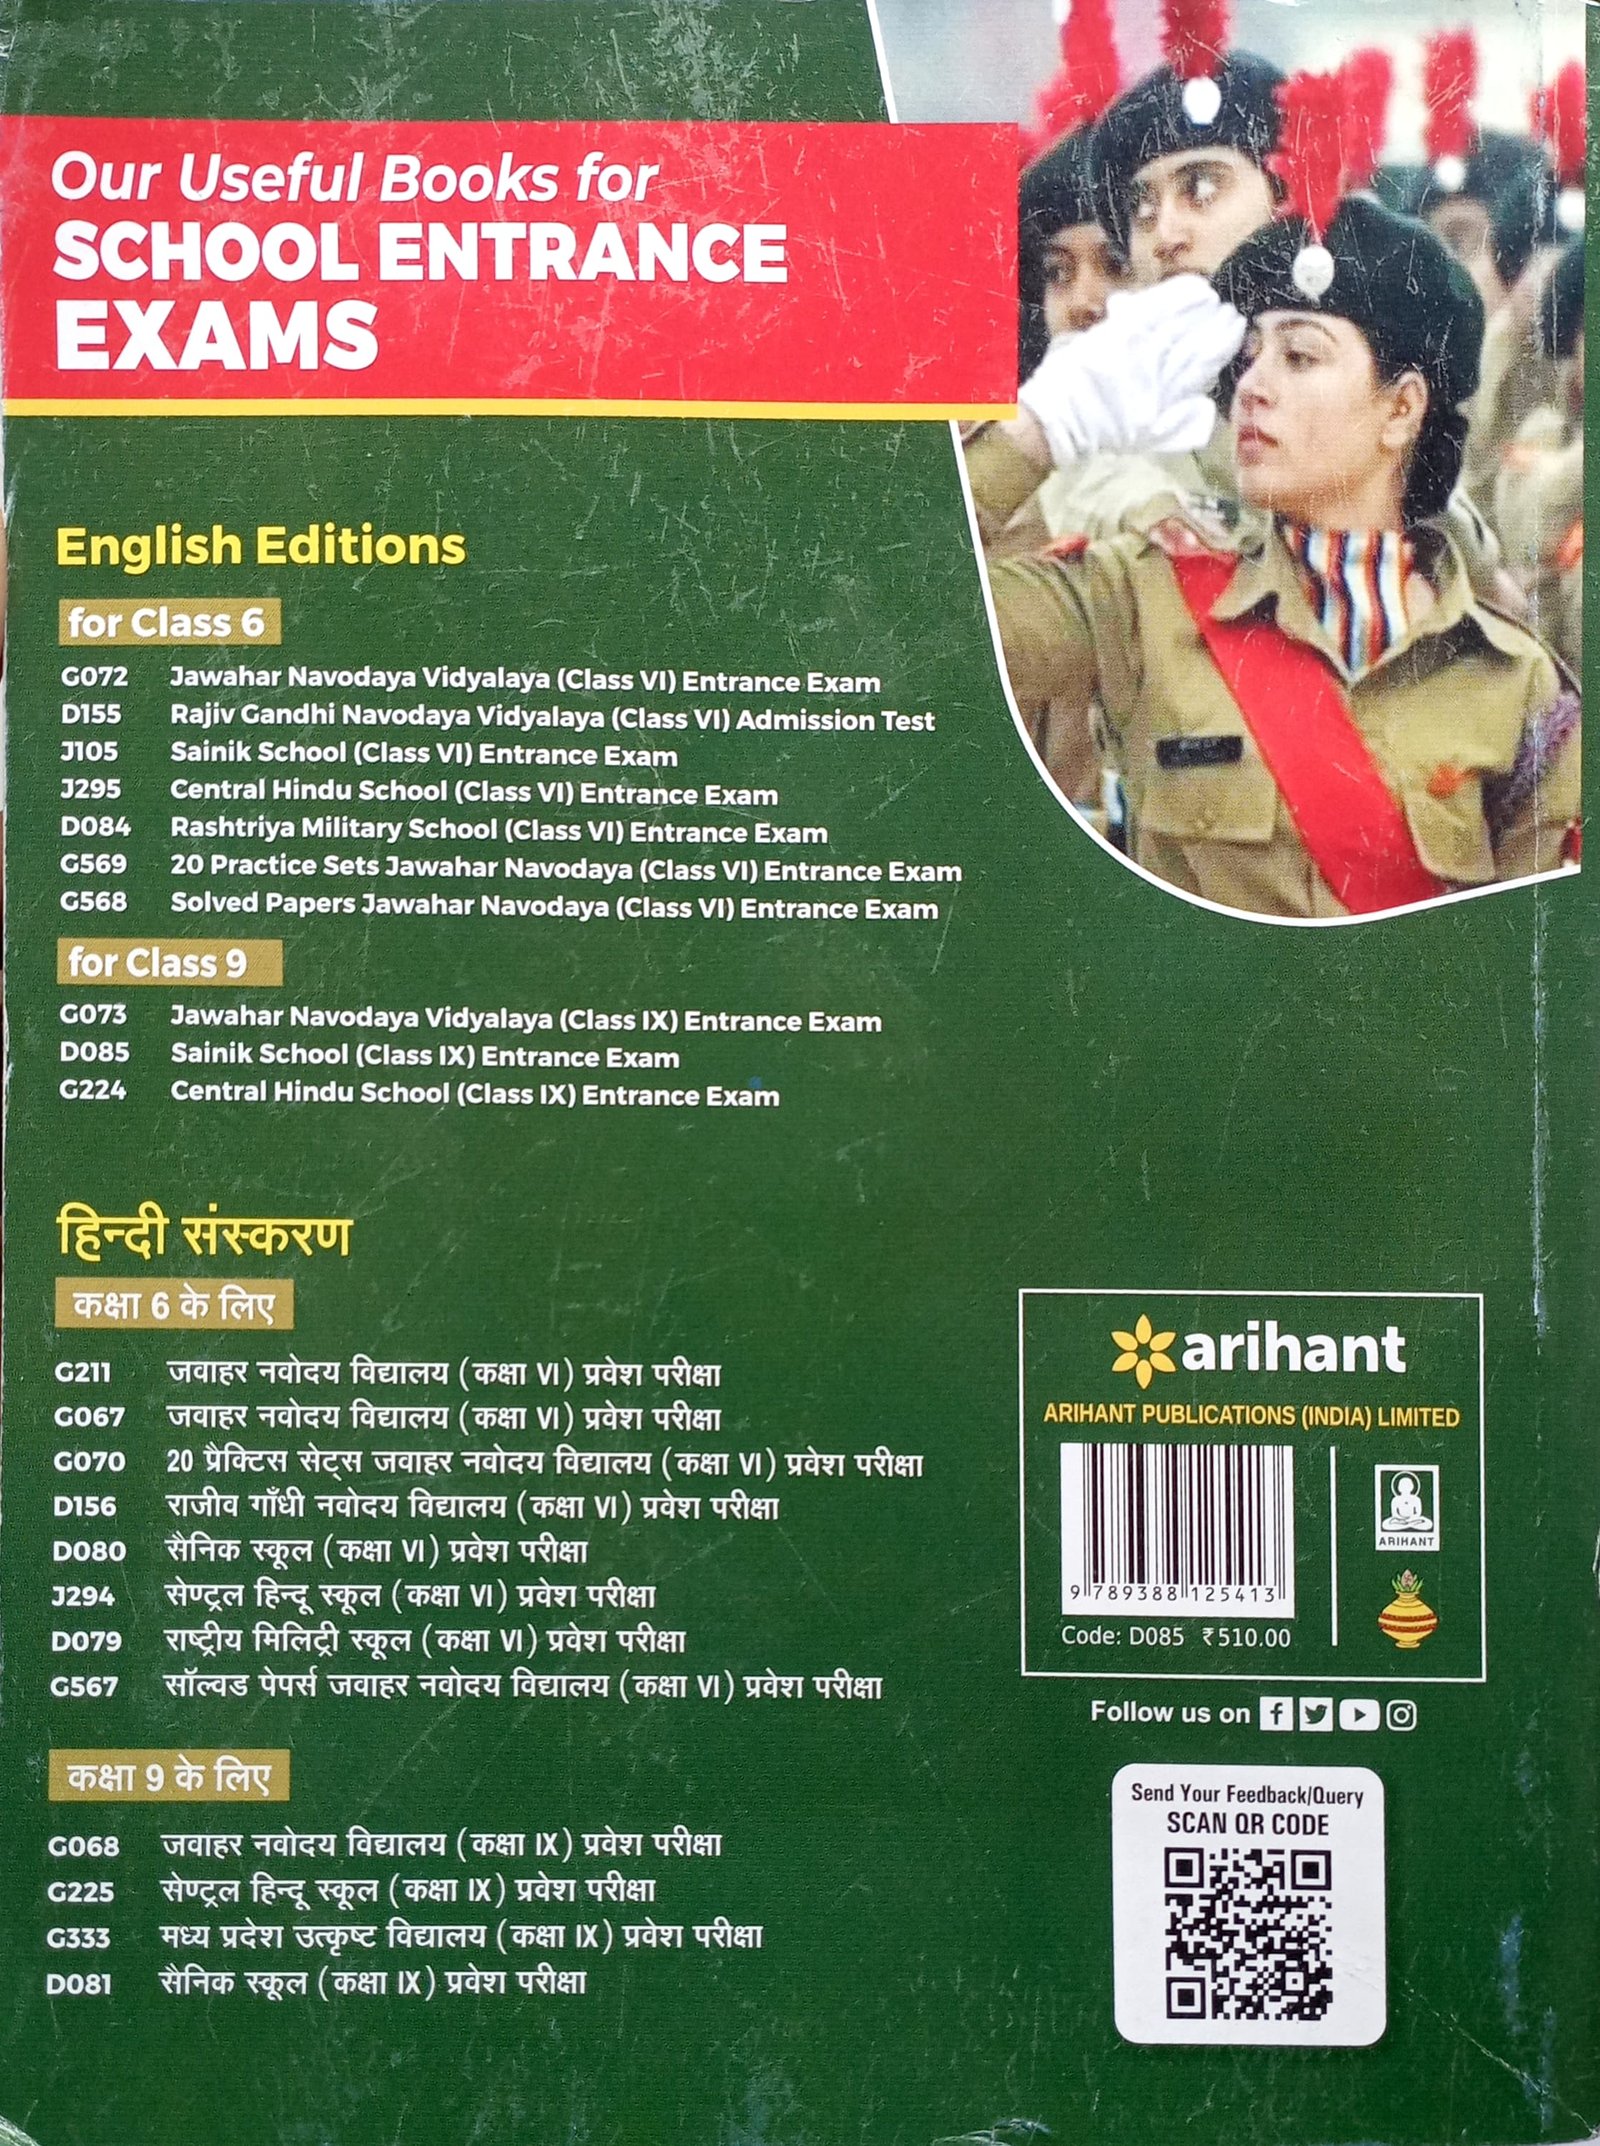 Our Useful Books for
SCHOOL ENTRANCE
EXAMS
English Editions
for Class 6
G072 Jawahar Navodaya Vidyalaya (Class VI) Entrance Exam
D155 Rajiv Gandhi Navodaya Vidyalaya (Class VI) Admission Test
J105 Sainik School (Class VI) Entrance Exam
J295 Central Hindu School (Class VI) Entrance Exam
D084 Rashtriya Military School (Class VI) Entrance Exam
G569 20 Practice Sets Jawahar Navodaya (Class VI) Entrance Exam
G568 Solved Papers Jawahar Navodaya (Class VI) Entrance Exam
for Class 9
G073 Jawahar Navodaya Vidyalaya (Class IX) Entrance Exam
D085 Sainik School (Class IX) Entrance Exam
G224 Central Hindu School (Class IX) Entrance Exam
हिन्दी संस्करण
कक्षा 6 के लिए
G211 जवाहर नवोदय विद्यालय (कक्षा VI) प्रवेश परीक्षा
G067 जवाहर नवोदय विद्यालय (कक्षा VI) प्रवेश परीक्षा
G070 20 प्रैक्टिस सेट्स जवाहर नवोदय विद्यालय (कक्षा VI) प्रवेश परीक्षा
D156 राजीव गाँधी नवोदय विद्यालय (कक्षा VI) प्रवेश परीक्षा
D080 सैनिक स्कूल (कक्षा VI) प्रवेश परीक्षा
J294 सेण्ट्रल हिन्दू स्कूल (कक्षा VI) प्रवेश परीक्षा
D079 राष्ट्रीय मिलिट्री स्कूल (कक्षा VI) प्रवेश परीक्षा
G567 सॉल्वड पेपर्स जवाहर नवोदय विद्यालय (कक्षा VI) प्रवेश परीक्षा
कक्षा 9 के लिए
G068 जवाहर नवोदय विद्यालय (कक्षा IX) प्रवेश परीक्षा
G225 सेण्ट्रल हिन्दू स्कूल (कक्षा IX) प्रवेश परीक्षा
G333 मध्य प्रदेश उत्कृष्ट विद्यालय (कक्षा IX) प्रवेश परीक्षा
D081 सैनिक स्कूल (कक्षा IX) प्रवेश परीक्षा
arihant
ARIHANT PUBLICATIONS (INDIA) LIMITED
ARIHANT
9 789388 125413
Code: D085 ₹510.00
Follow us on
Send Your Feedback/Query
SCAN QR CODE